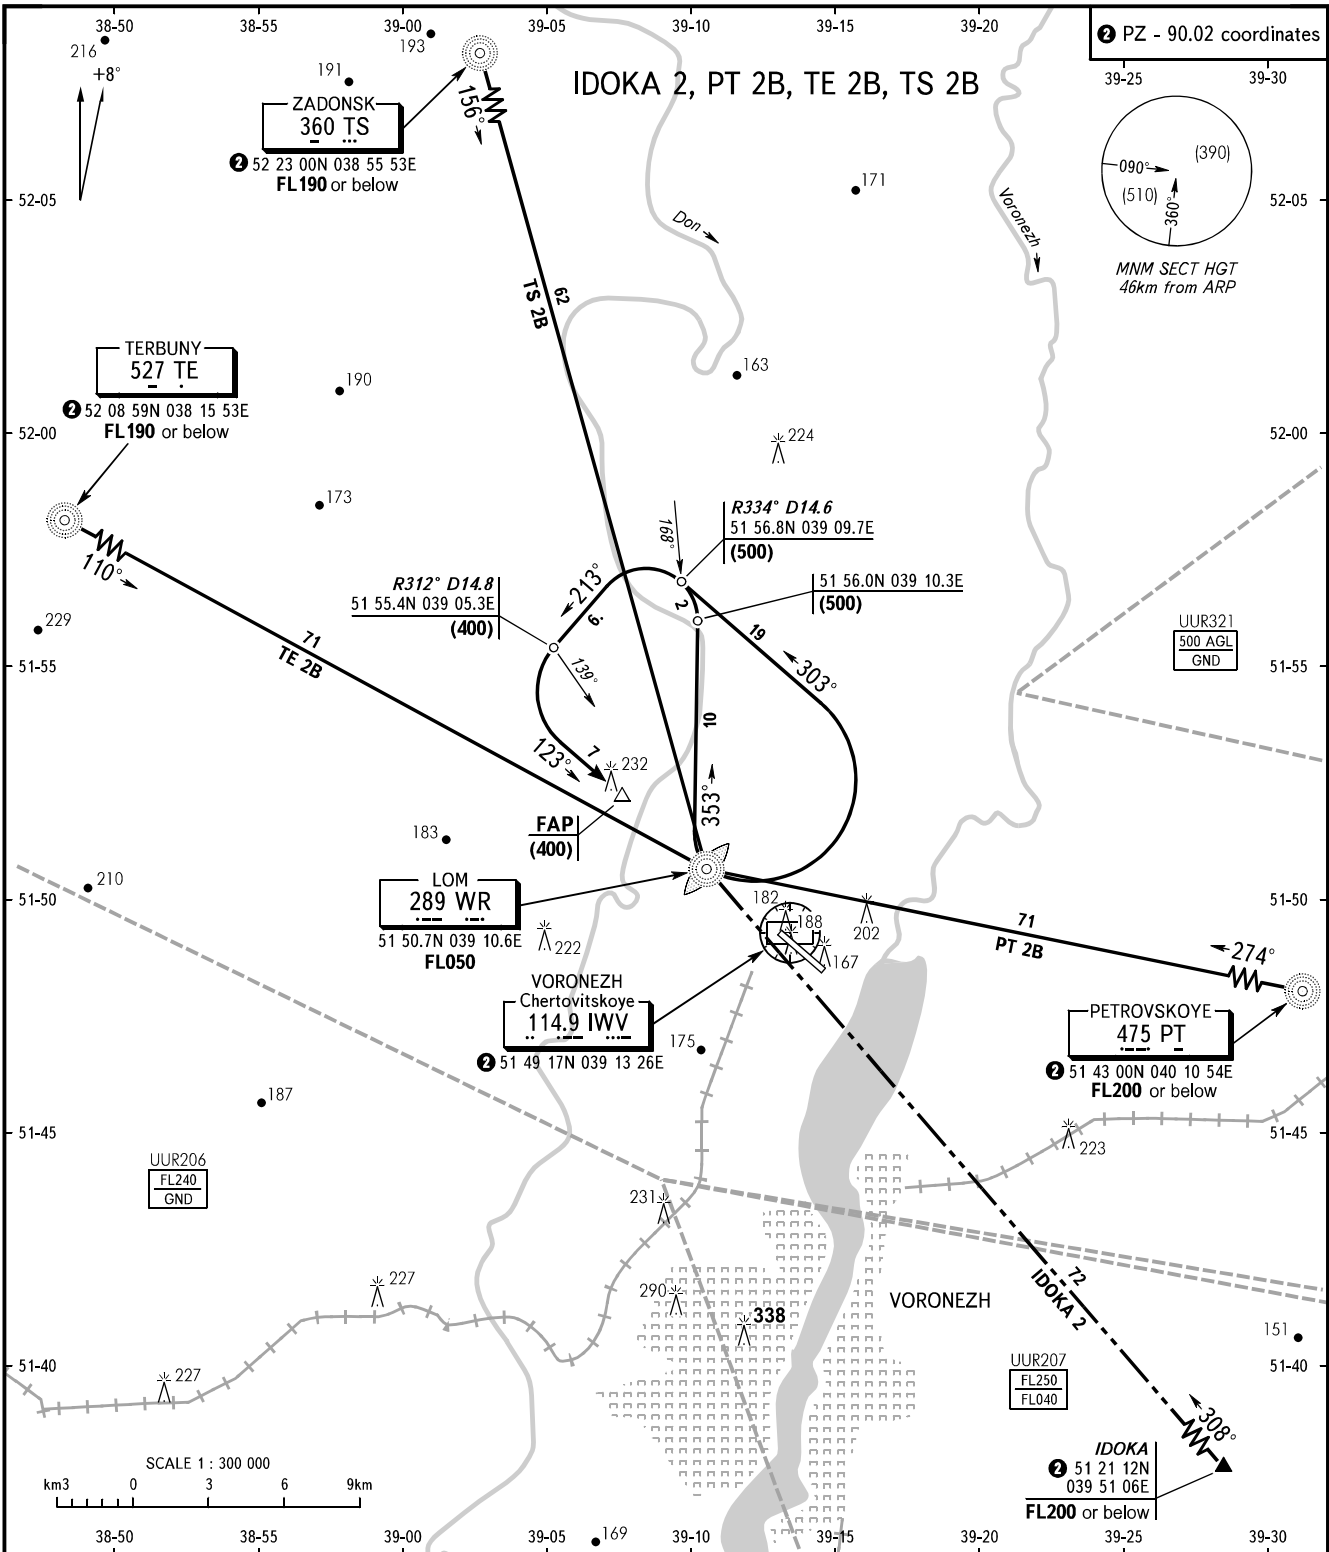 38-50
38-55
39-00
39-05
39-10
39-15
39-20
❷ PZ - 90.02 coordinates
39-25
39-30
216
+8°
193
191
IDOKA 2, PT 2B, TE 2B, TS 2B
ZADONSK
360 TS
❷ 52 23 00N 038 55 53E
FL190 or below
156°
171
090°
(390)
(510)
360°
MNM SECT HGT
46km from ARP
52-05
52-05
Don
Voronezh
62
TS 2B
TERBUNY
527 TE
❷ 52 08 59N 038 15 53E
FL190 or below
190
163
52-00
52-00
224
173
110°
R334° D14.6
51 56.8N 039 09.7E
(500)
168°
R312° D14.8
51 55.4N 039 05.3E
(400)
213°
6.
2
51 56.0N 039 10.3E
(500)
229
71
TE 2B
19
303°
UUR321
500 AGL
GND
51-55
51-55
139°
10
123°
7
232
353°
FAP
(400)
183
210
LOM
289 WR
51 50.7N 039 10.6E
FL050
51-50
51-50
182
188
202
167
222
71
PT 2B
274°
VORONEZH
Chertovitskoye
114.9 IWV
❷ 51 49 17N 039 13 26E
175
PETROVSKOYE
475 PT
❷ 51 43 00N 040 10 54E
FL200 or below
187
51-45
51-45
223
UUR206
FL240
GND
231
227
290
338
VORONEZH
72
IDOKA 2
151
51-40
51-40
227
UUR207
FL250
FL040
308°
IDOKA
❷ 51 21 12N
039 51 06E
FL200 or below
SCALE 1 : 300 000
km3 0 3 6 9km
169
38-50
38-55
39-00
39-05
39-10
39-15
39-20
39-25
39-30